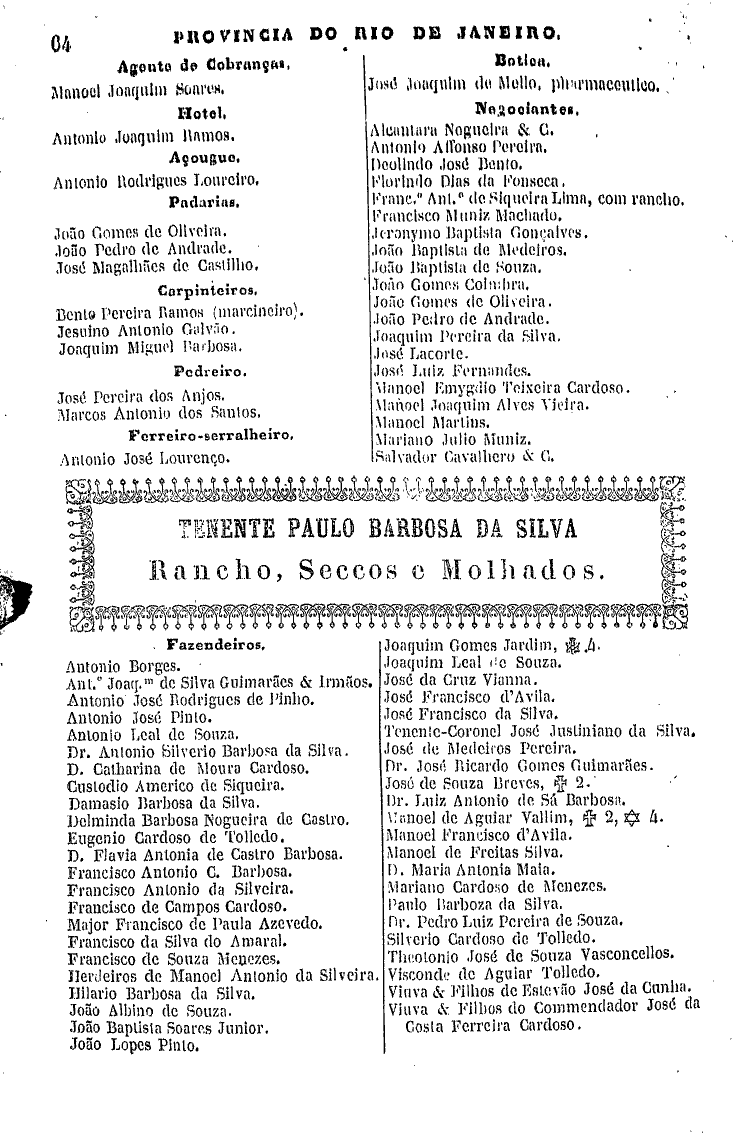 64
PROVINCIA DO RIO DE JANEIRO.
Agente de Cobranças.
Manoel Joaquim Soares.
Hotel.
Antonio Joaquim Ramos.
Açougue.
Antonio Rodrigues Loureiro.
Padarias.
João Gomes de Oliveira.
João Pedro de Andrade.
José Magalhães de Castilho.
Carpinteiros.
Bento Pereira Ramos (marcineiro).
Jesuino Antonio Galvão.
Joaquim Miguel Barbosa.
Pedreiro.
José Pereira dos Anjos.
Marcos Antonio dos Santos.
Ferreiro-serralheiro.
Antonio José Lourenço.
Botica.
José Joaquim de Mello, pharmaceutico.
Negociantes.
Alcantara Nogueira & C.
Antonio Affonso Pereira.
Deolindo José Bento.
Florindo Dias da Fonseca.
Franc.º Ant.º de Siqueira Lima, com rancho.
Francisco Muniz Machado.
Jeronymo Baptista Gonçalves.
João Baptista de Medeiros.
João Baptista de Souza.
João Gomes Coimbra.
João Gomes de Oliveira.
João Pedro de Andrade.
Joaquim Pereira da Silva.
José Lacorte.
José Luiz Fernandes.
Manoel Emygdio Teixeira Cardoso.
Manoel Joaquim Alves Vieira.
Manoel Martins.
Mariano Julio Muniz.
Salvador Cavalhero & C.
TENENTE PAULO BARBOSA DA SILVA
Rancho, Seccos e Molhados.
Fazendeiros.
Antonio Borges.
Ant.º Joaq.m de Silva Guimarães & Irmãos.
Antonio José Rodrigues de Pinho.
Antonio José Pinto.
Antonio Leal de Souza.
Dr. Antonio Silverio Barbosa da Silva.
D. Catharina de Moura Cardoso.
Custodio Americo de Siqueira.
Damasio Barbosa da Silva.
Delminda Barbosa Nogueira de Castro.
Eugenio Cardoso de Tolledo.
D. Flavia Antonia de Castro Barbosa.
Francisco Antonio C. Barbosa.
Francisco Antonio da Silveira.
Francisco de Campos Cardoso.
Major Francisco de Paula Azevedo.
Francisco da Silva do Amaral.
Francisco de Souza Menezes.
Herdeiros de Manoel Antonio da Silveira.
Hilario Barbosa da Silva.
João Albino de Souza.
João Baptista Soares Junior.
João Lopes Pinto.
Joaquim Gomes Jardim, 4.
Joaquim Leal de Souza.
José da Cruz Vianna.
José Francisco d'Avila.
José Francisco da Silva.
Tenente-Coronel José Justiniano da Silva.
José de Medeiros Pereira.
Dr. José Ricardo Gomes Guimarães.
José de Souza Breves, ✠ 2.
Dr. Luiz Antonio de Sá Barbosa.
Manoel de Aguiar Vallim, ✠ 2, ✡ 4.
Manoel Francisco d'Avila.
Manoel de Freitas Silva.
D. Maria Antonia Maia.
Mariano Cardoso de Menezes.
Paulo Barboza da Silva.
Dr. Pedro Luiz Pereira de Souza.
Silverio Cardoso de Tolledo.
Theotonio José de Souza Vasconcellos.
Visconde de Aguiar Tolledo.
Viuva & Filhos de Estevão José da Cunha.
Viuva & Filhos do Commendador José da
Costa Ferreira Cardoso.